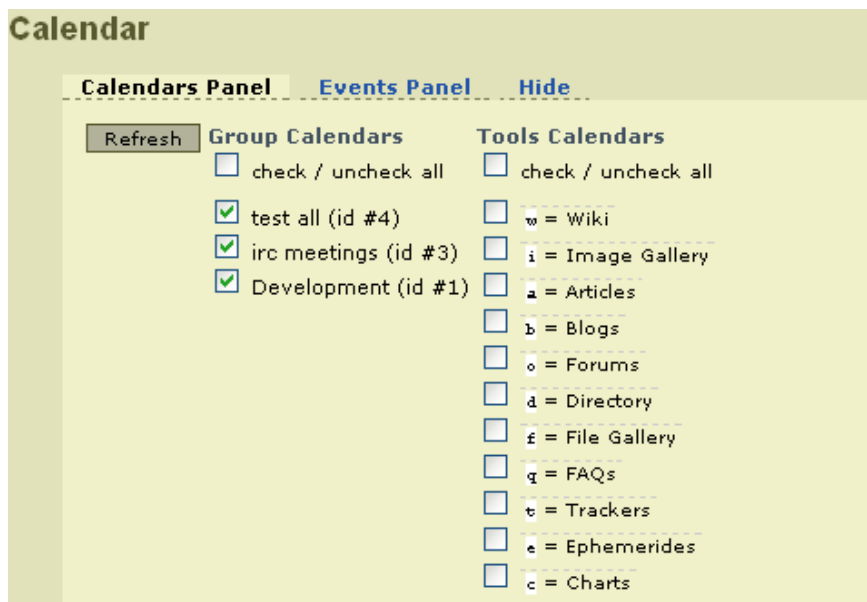 Calendar
Calendars Panel Events Panel Hide
Refresh Group Calendars Tools Calendars
check / uncheck all check / uncheck all
test all (id #4) w = Wiki
irc meetings (id #3) i = Image Gallery
Development (id #1) a = Articles
b = Blogs
o = Forums
d = Directory
f = File Gallery
q = FAQs
t = Trackers
e = Ephemerides
c = Charts